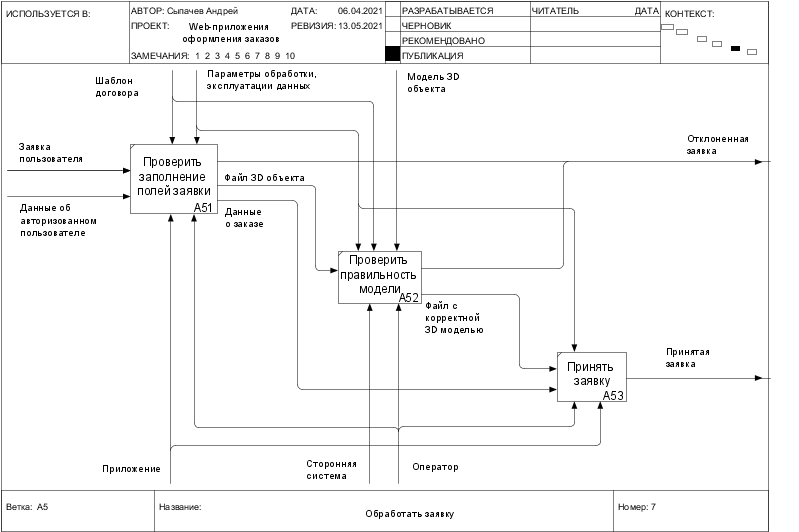 ИСПОЛЬЗУЕТСЯ В:
АВТОР: Сыпачев Андрей
ДАТА: 06.04.2021
ПРОЕКТ: Web-приложения
оформления заказов
РЕВИЗИЯ: 13.05.2021
ЗАМЕЧАНИЯ: 1 2 3 4 5 6 7 8 9 10
РАЗРАБАТЫВАЕТСЯ
ЧЕРНОВИК
РЕКОМЕНДОВАНО
ПУБЛИКАЦИЯ
ЧИТАТЕЛЬ
ДАТА
КОНТЕКСТ:
Шаблон
договора
Параметры обработки,
эксплуатации данных
Модель 3D
объекта
Заявка
пользователя
Данные об
авторизованном
пользователе
Проверить
заполнение
полей заявки
A51
Файл 3D объекта
Данные
о заказе
Отклоненная
заявка
Проверить
правильность
модели
A52
Файл с
корректной
3D моделью
Принять
заявку
A53
Принятая
заявка
Приложение
Сторонняя
система
Оператор
Ветка: A5
Название:
Обработать заявку
Номер: 7